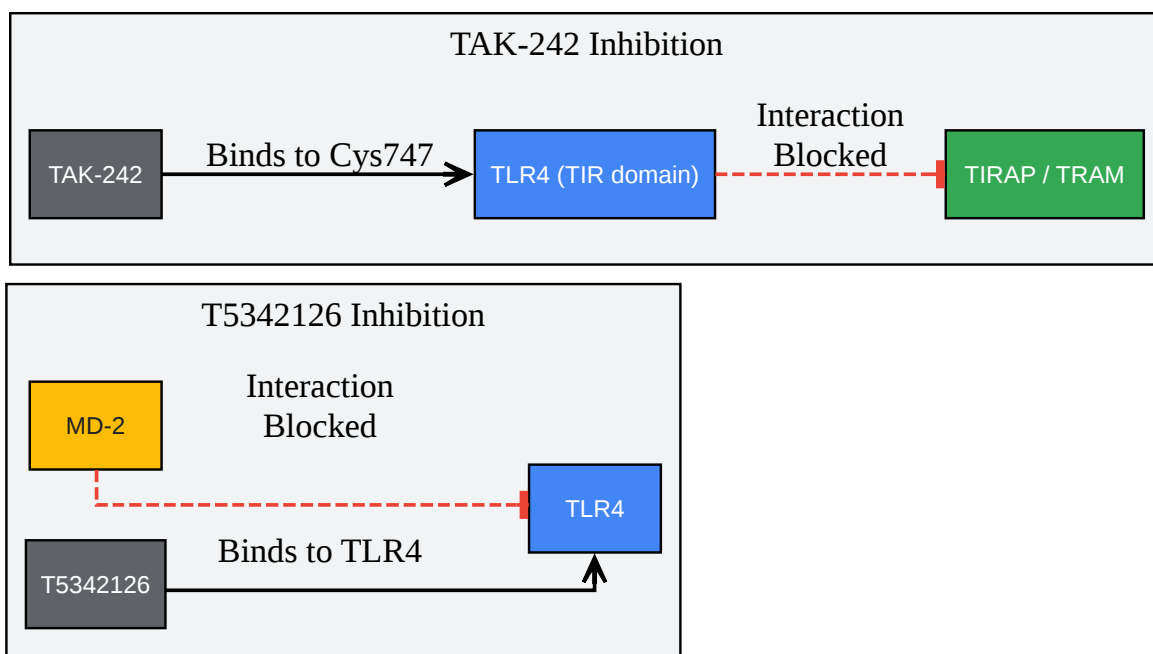 TAK-242 Inhibition
Interaction
Blocked
Binds to Cys747
TAK-242
TLR4 (TIR domain)
TIRAP / TRAM
T5342126 Inhibition
Interaction
Blocked
MD-2
TLR4
Binds to TLR4
T5342126